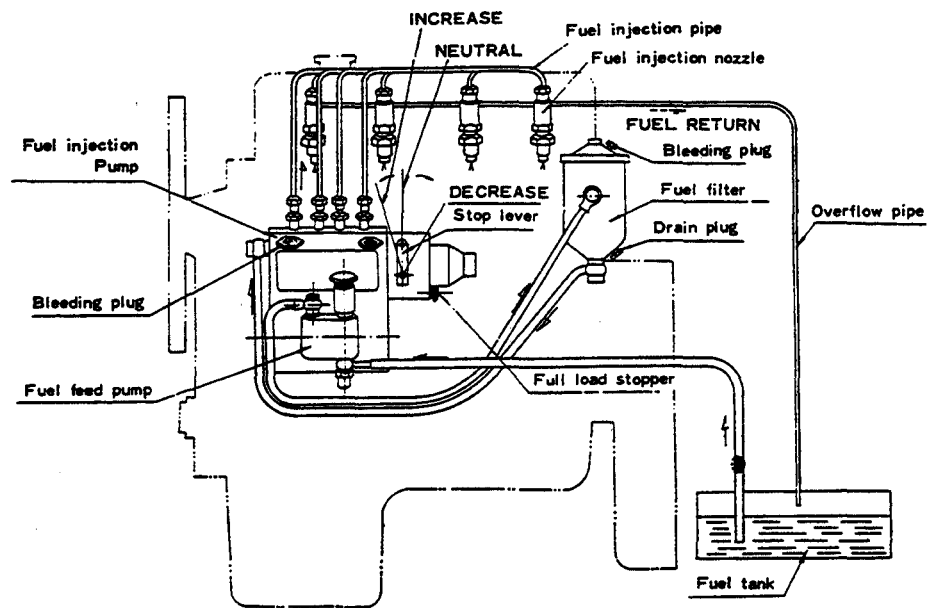 INCREASE
Fuel injection pipe
NEUTRAL
Fuel injection nozzle
FUEL RETURN
Fuel injection
Pump
Bleeding plug
DECREASE
Stop lever
Fuel filter
Overflow pipe
Drain plug
Bleeding plug
Fuel feed pump
Full load stopper
Fuel tank